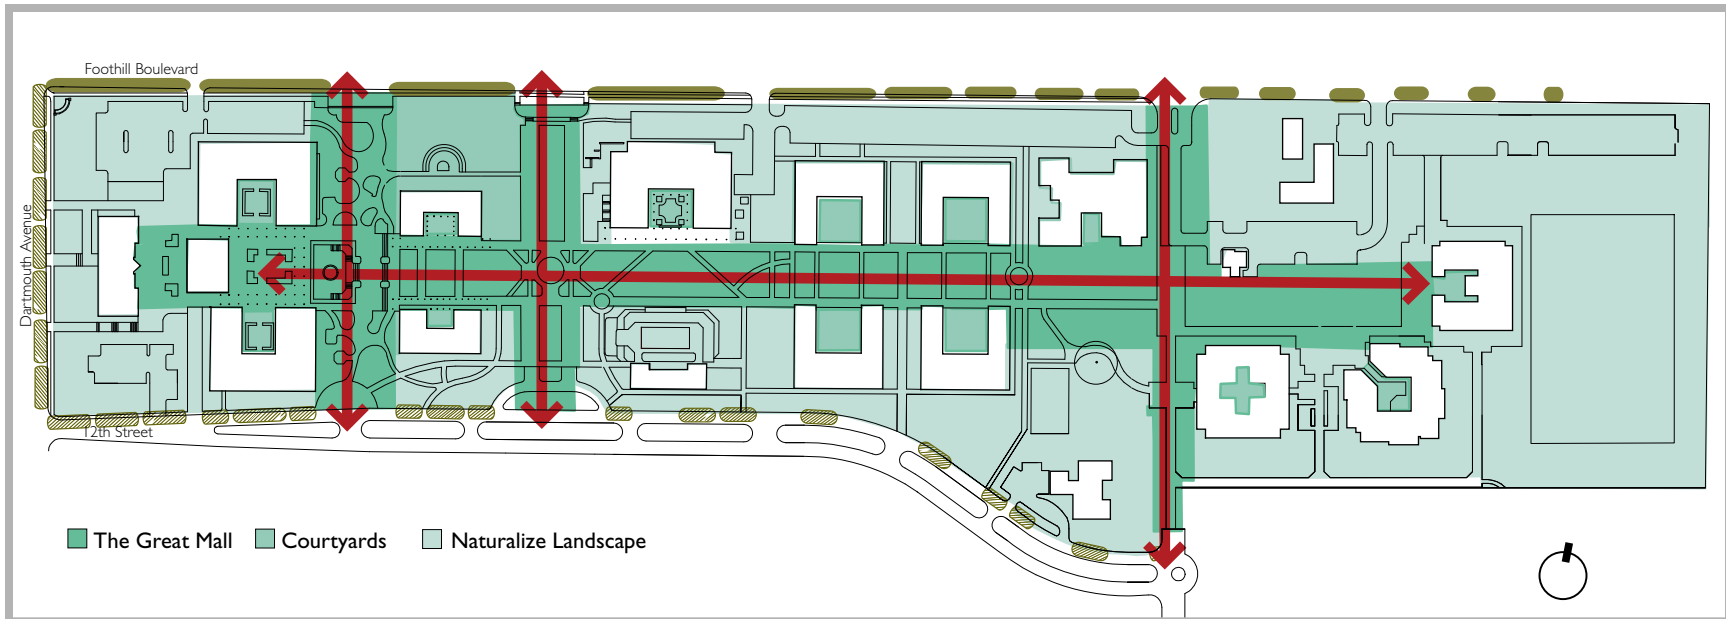 Foothill Boulevard
Dartmouth Avenue
12th Street
The Great Mall
Courtyards
Naturalize Landscape